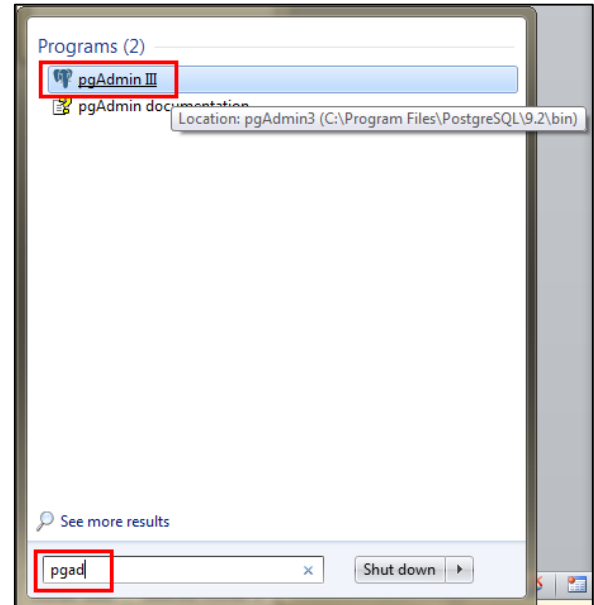 Programs (2)
pgAdmin III
pgAdmin documentation
Location: pgAdmin3 (C:\Program Files\PostgreSQL\9.2\bin)
See more results
pgad
Shut down